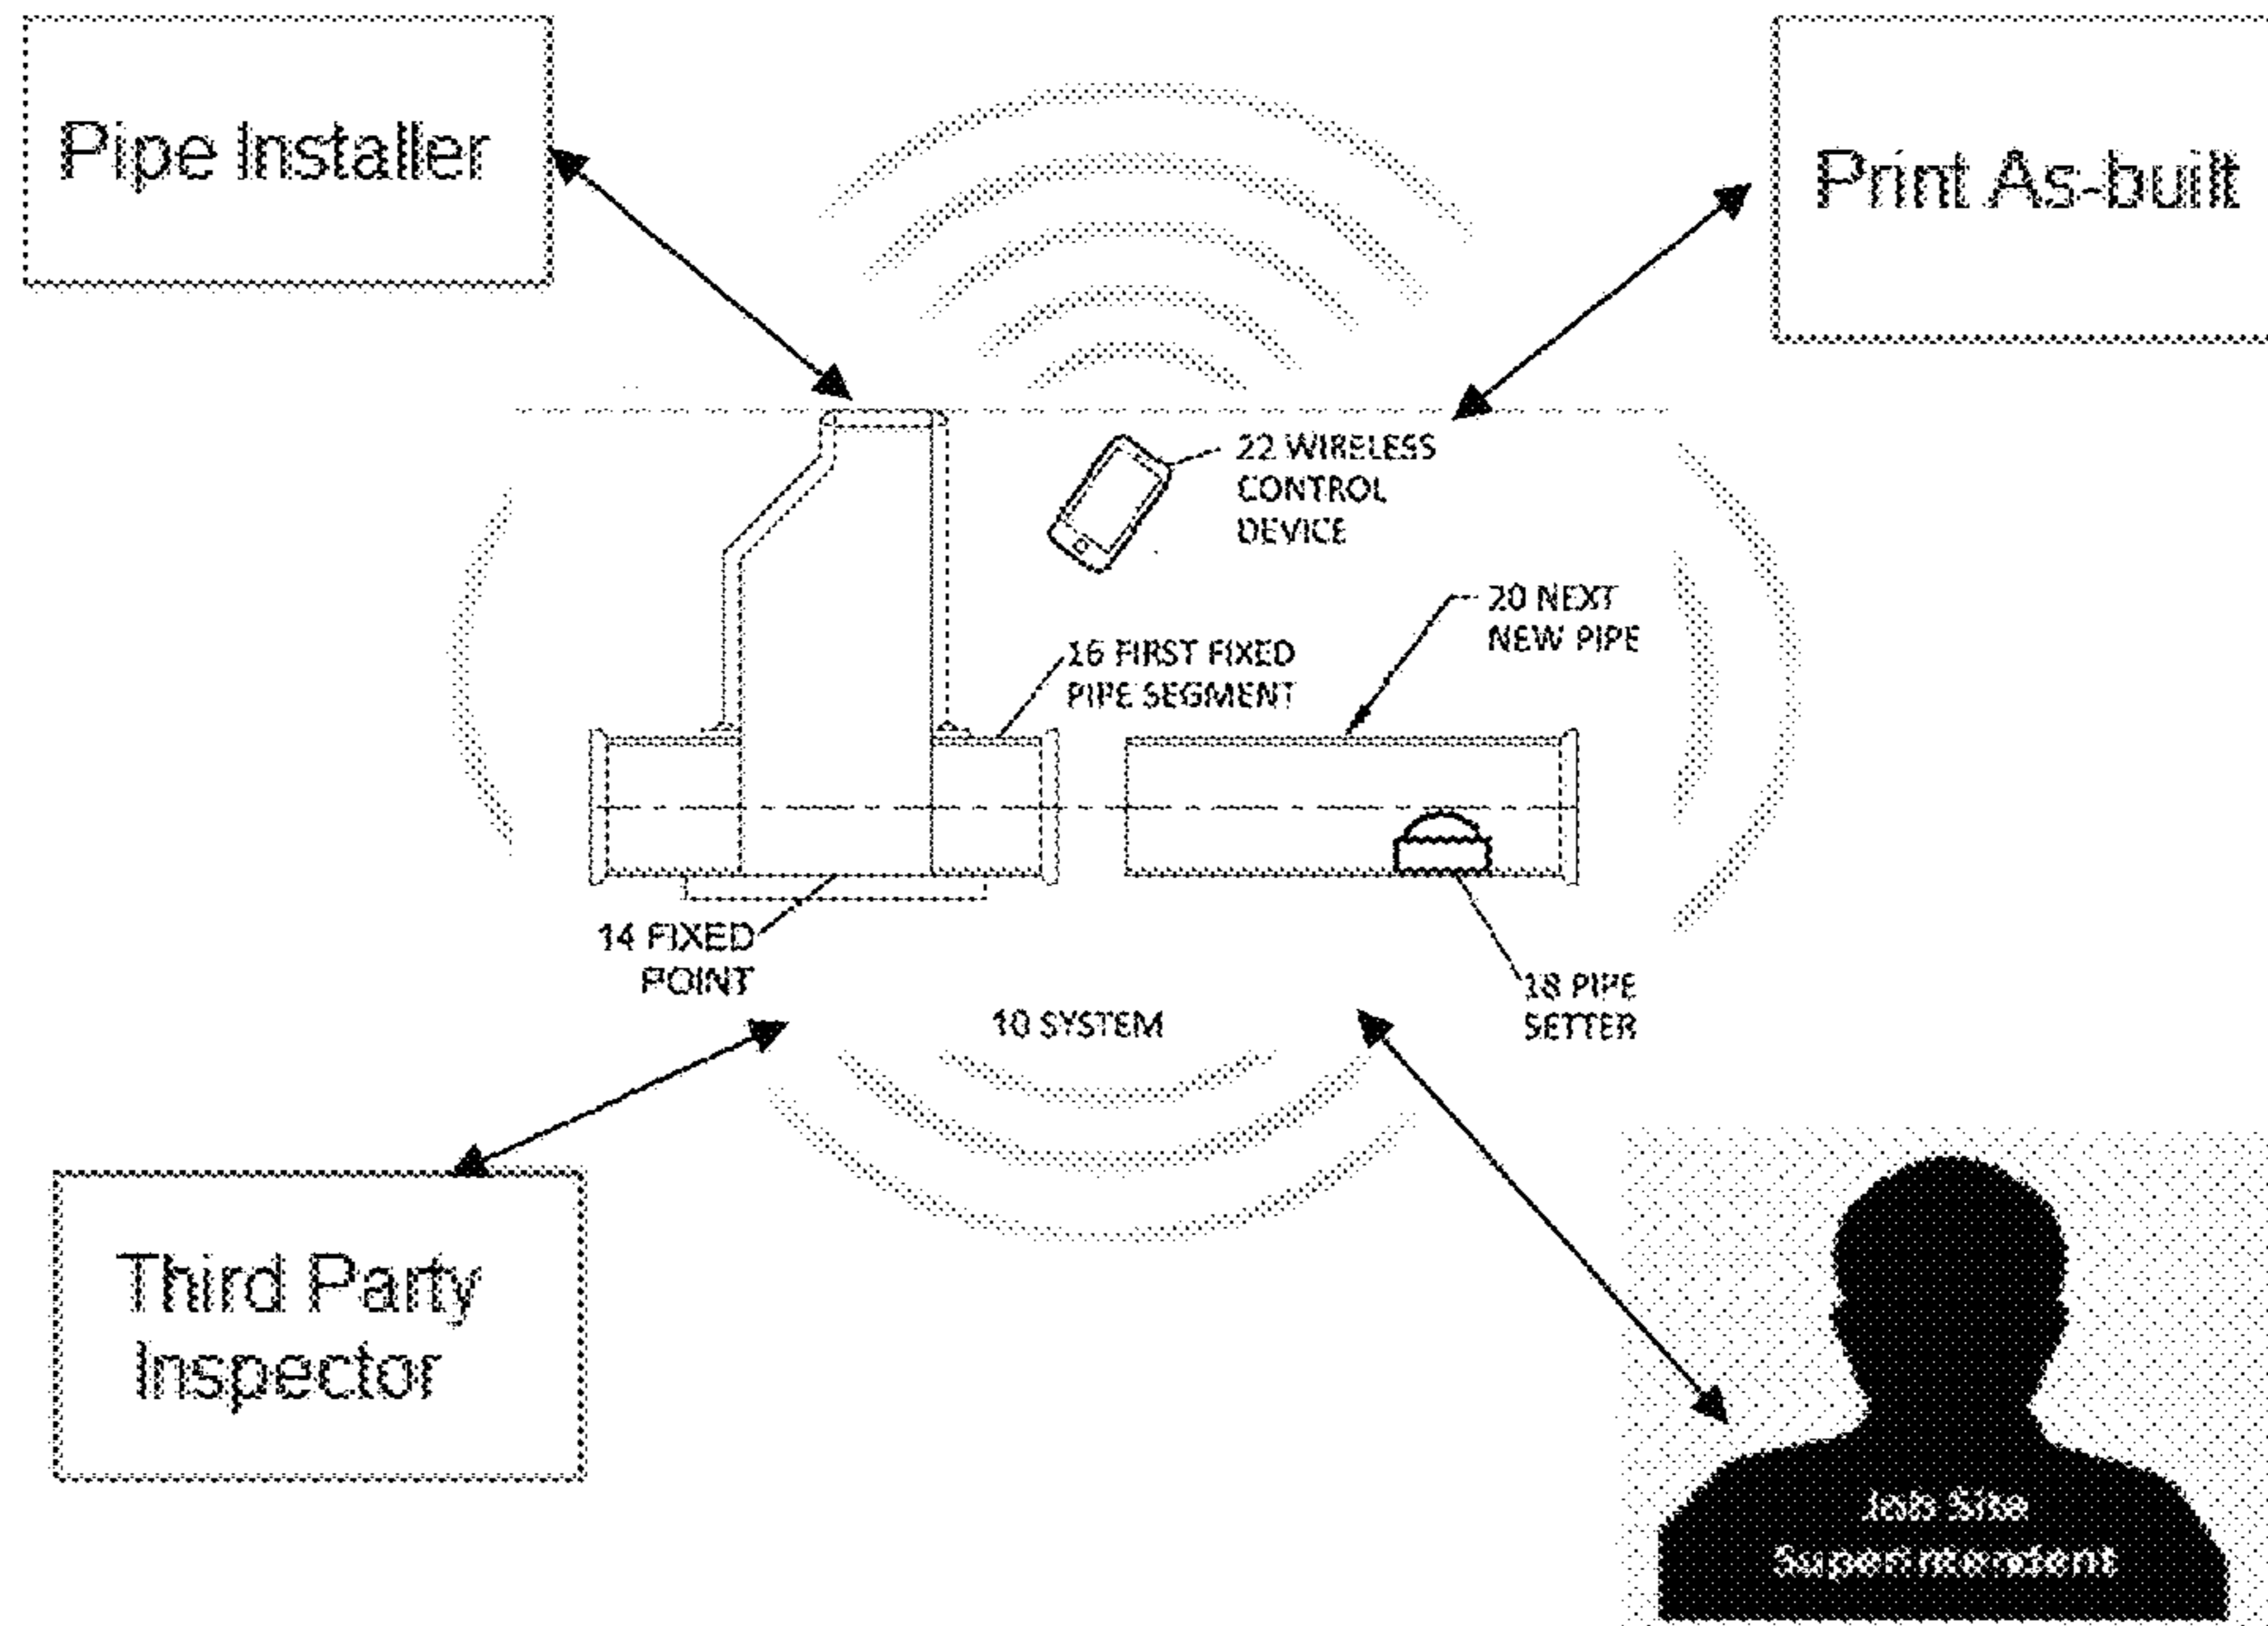 Pipe Installer
Print As-built
22 WIRELESS
CONTROL
DEVICE
20 NEXT
NEW PIPE
16 FIRST FIXED
PIPE SEGMENT
14 FIXED
POINT
18 PIPE
SETTER
10 SYSTEM
Third Party
Inspector
Job Site
Superintendent